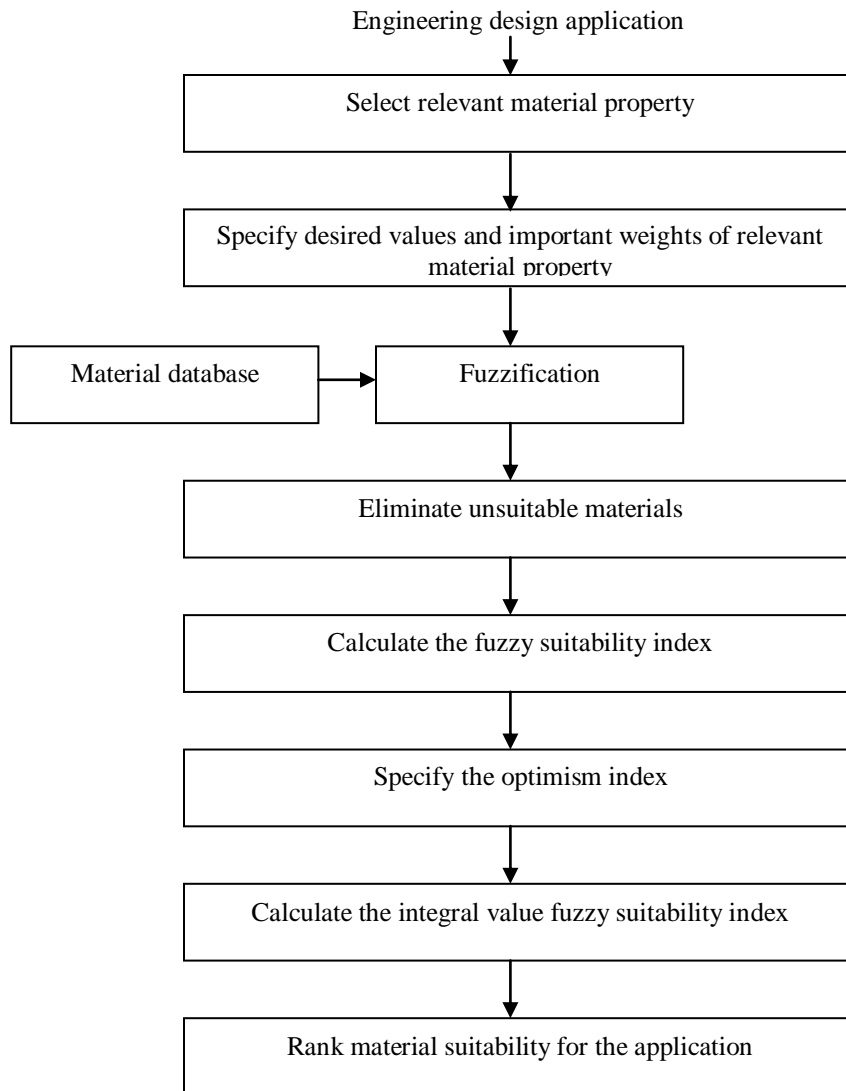 Engineering design application
Select relevant material property
Specify desired values and important weights of relevant
material property
Material database
Fuzzification
Eliminate unsuitable materials
Calculate the fuzzy suitability index
Specify the optimism index
Calculate the integral value fuzzy suitability index
Rank material suitability for the application